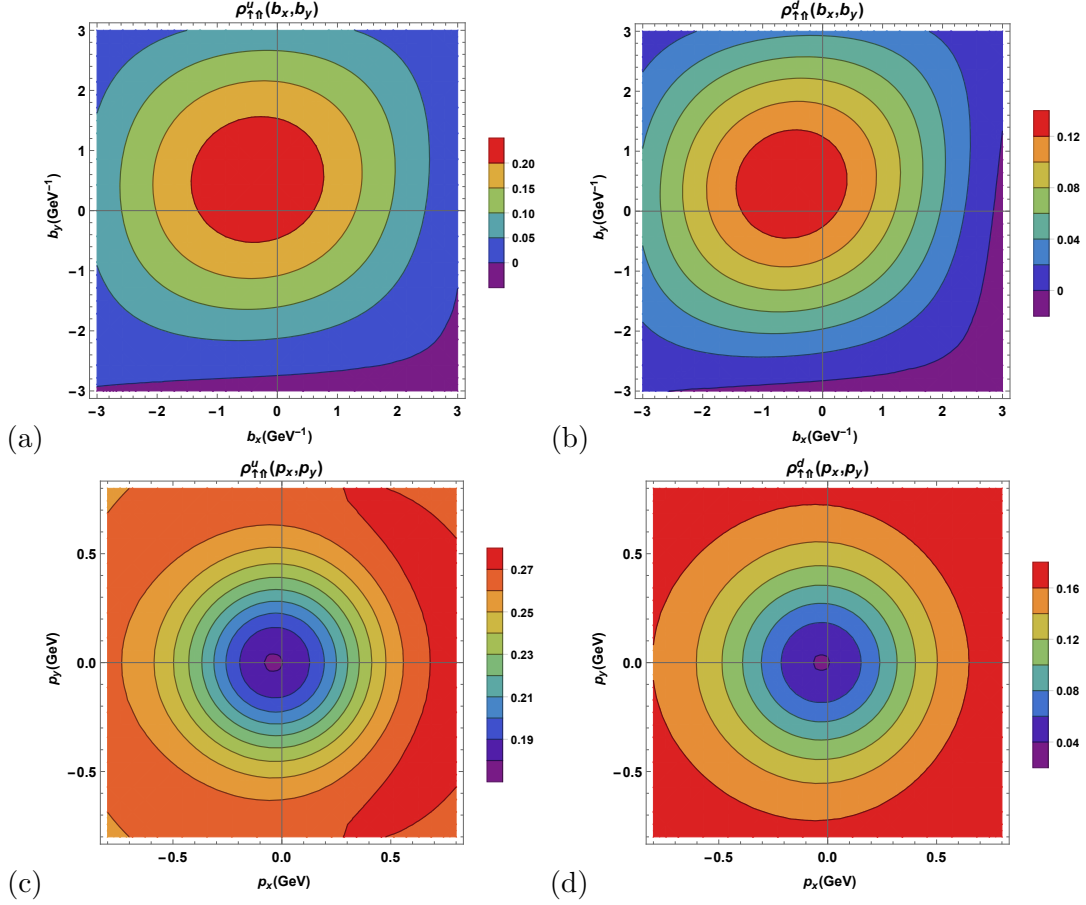 ρ^u_{↑⇑}(b_x,b_y)
3
2
1
0
−1
−2
−3
b_y(GeV⁻¹)
−3 −2 −1 0 1 2 3
b_x(GeV⁻¹)
0.20
0.15
0.10
0.05
0
(a)
ρ^d_{↑⇑}(b_x,b_y)
3
2
1
0
−1
−2
−3
b_y(GeV⁻¹)
−3 −2 −1 0 1 2 3
b_x(GeV⁻¹)
0.12
0.08
0.04
0
(b)
ρ^u_{↑⇑}(p_x,p_y)
0.5
0.0
−0.5
p_y(GeV)
−0.5 0.0 0.5
p_x(GeV)
0.27
0.25
0.23
0.21
0.19
(c)
ρ^d_{↑⇑}(p_x,p_y)
0.5
0.0
−0.5
p_y(GeV)
−0.5 0.0 0.5
p_x(GeV)
0.16
0.12
0.08
0.04
(d)